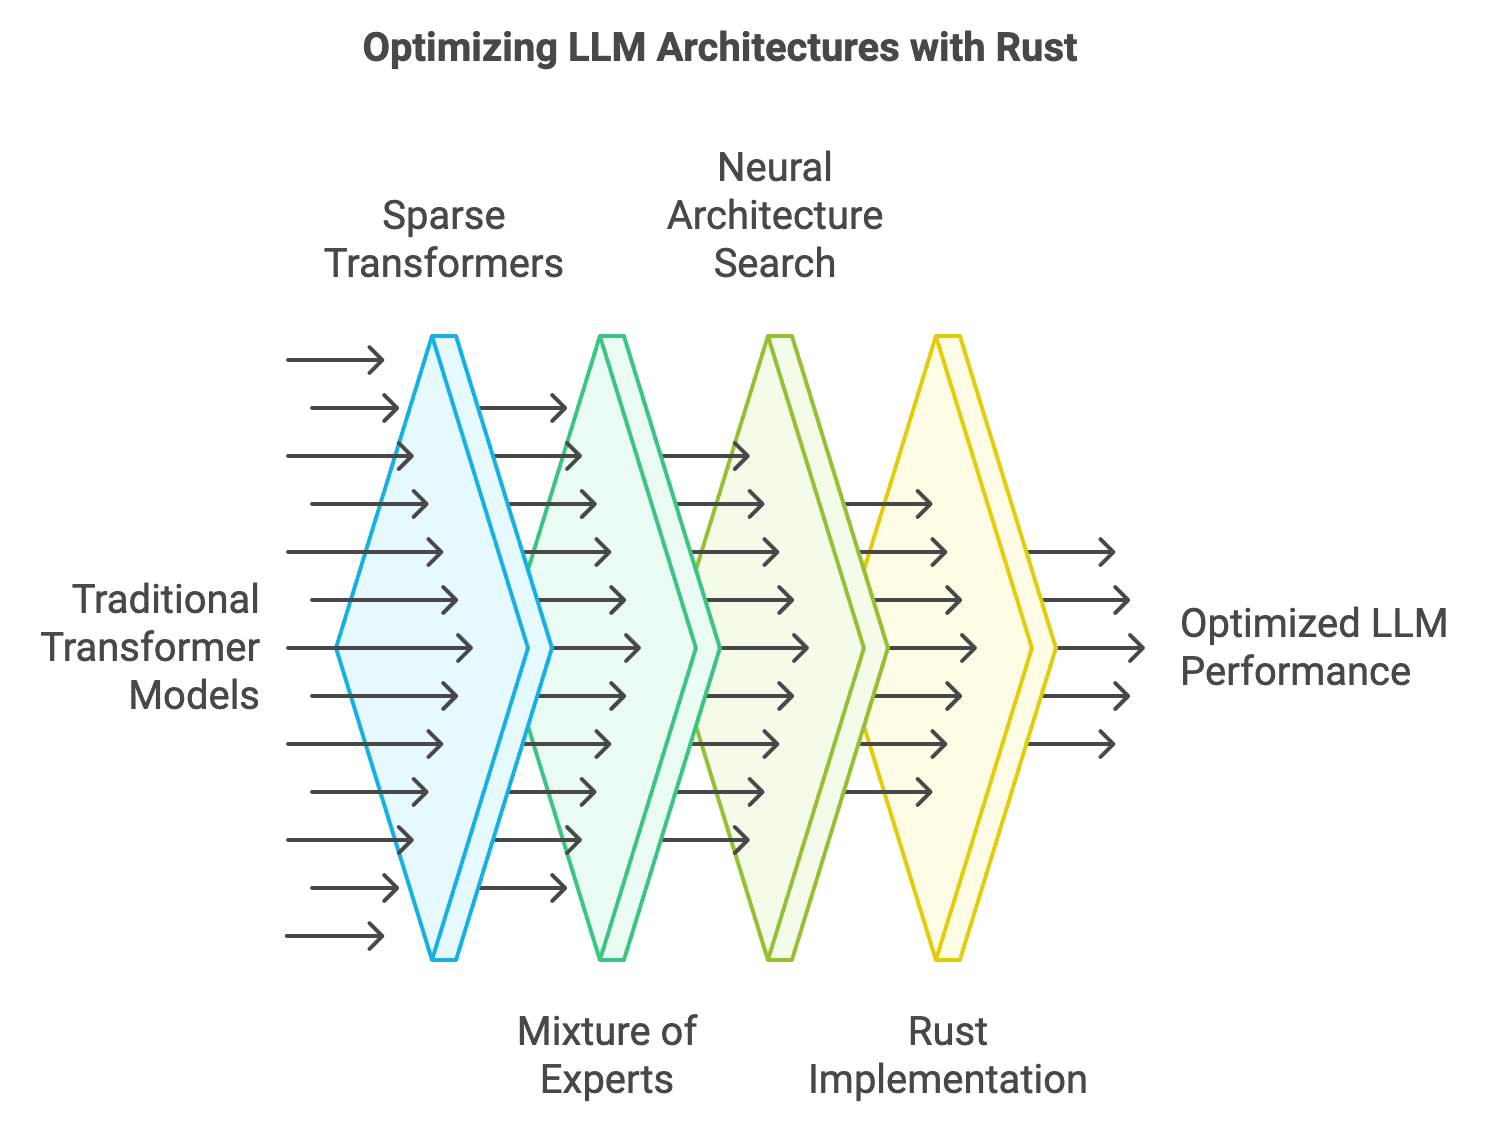 Optimizing LLM Architectures with Rust
Sparse
Transformers
Neural
Architecture
Search
Traditional
Transformer
Models
Optimized LLM
Performance
Mixture of
Experts
Rust
Implementation